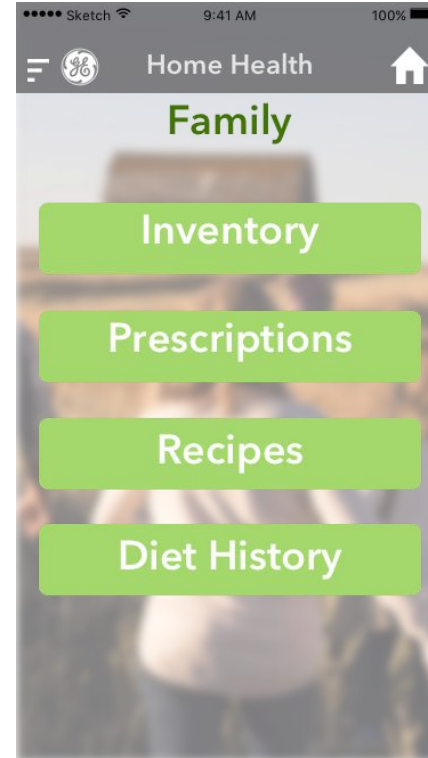 Sketch 9:41 AM 100%
Home Health
Family
Inventory
Prescriptions
Recipes
Diet History